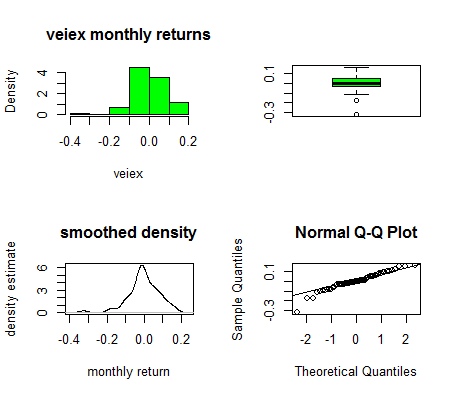 veiex monthly returns
Density
0 2 4
-0.4 -0.2 0.0 0.2
veiex
-0.3 0.1
smoothed density
density estimate
0 3 6
-0.4 -0.2 0.0 0.2
monthly return
Normal Q-Q Plot
Sample Quantiles
-0.3 0.1
-2 -1 0 1 2
Theoretical Quantiles